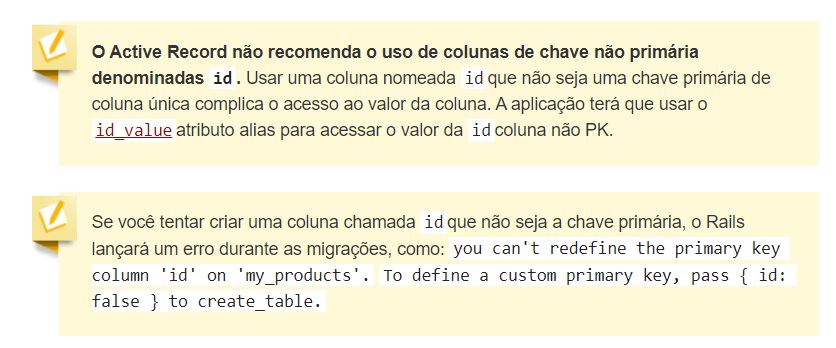 O Active Record não recomenda o uso de colunas de chave não primária
denominadas id. Usar uma coluna nomeada id que não seja uma chave primária de
coluna única complica o acesso ao valor da coluna. A aplicação terá que usar o
id_value atributo alias para acessar o valor da id coluna não PK.
Se você tentar criar uma coluna chamada id que não seja a chave primária, o Rails
lançará um erro durante as migrações, como: you can't redefine the primary key
column 'id' on 'my_products'. To define a custom primary key, pass { id:
false } to create_table.